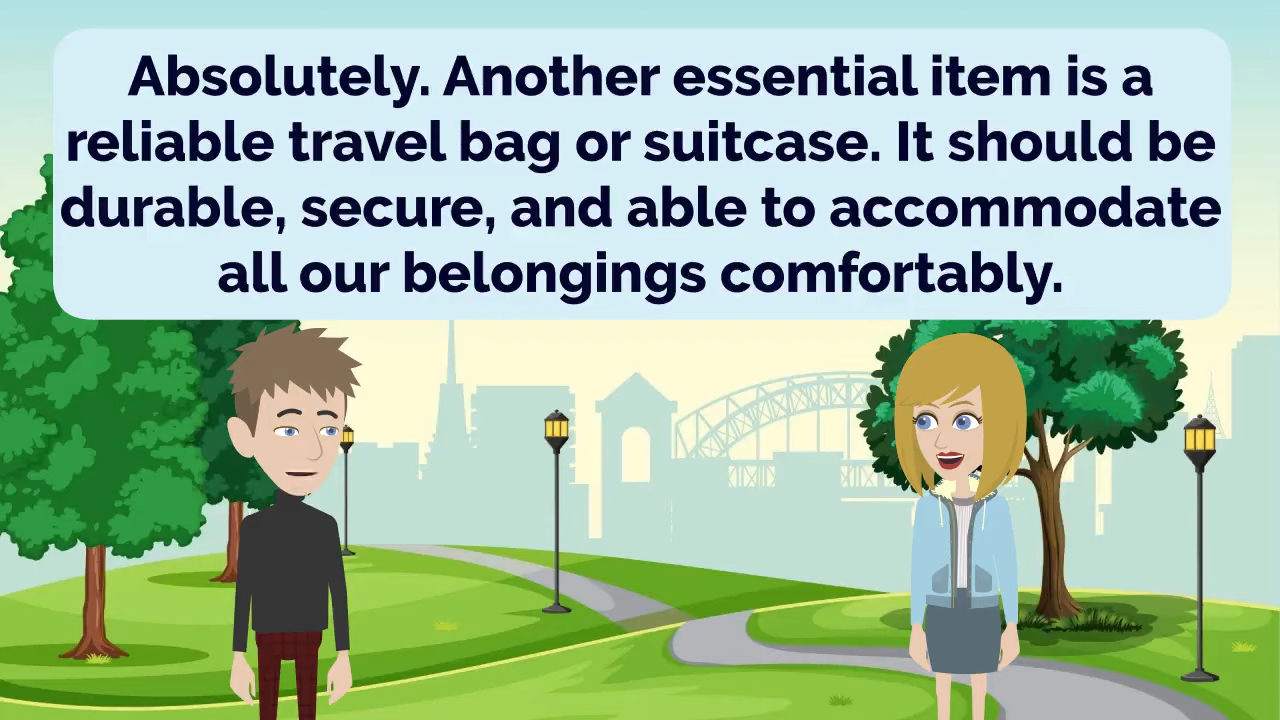 Absolutely. Another essential item is a
reliable travel bag or suitcase. It should be
durable, secure, and able to accommodate
all our belongings comfortably.